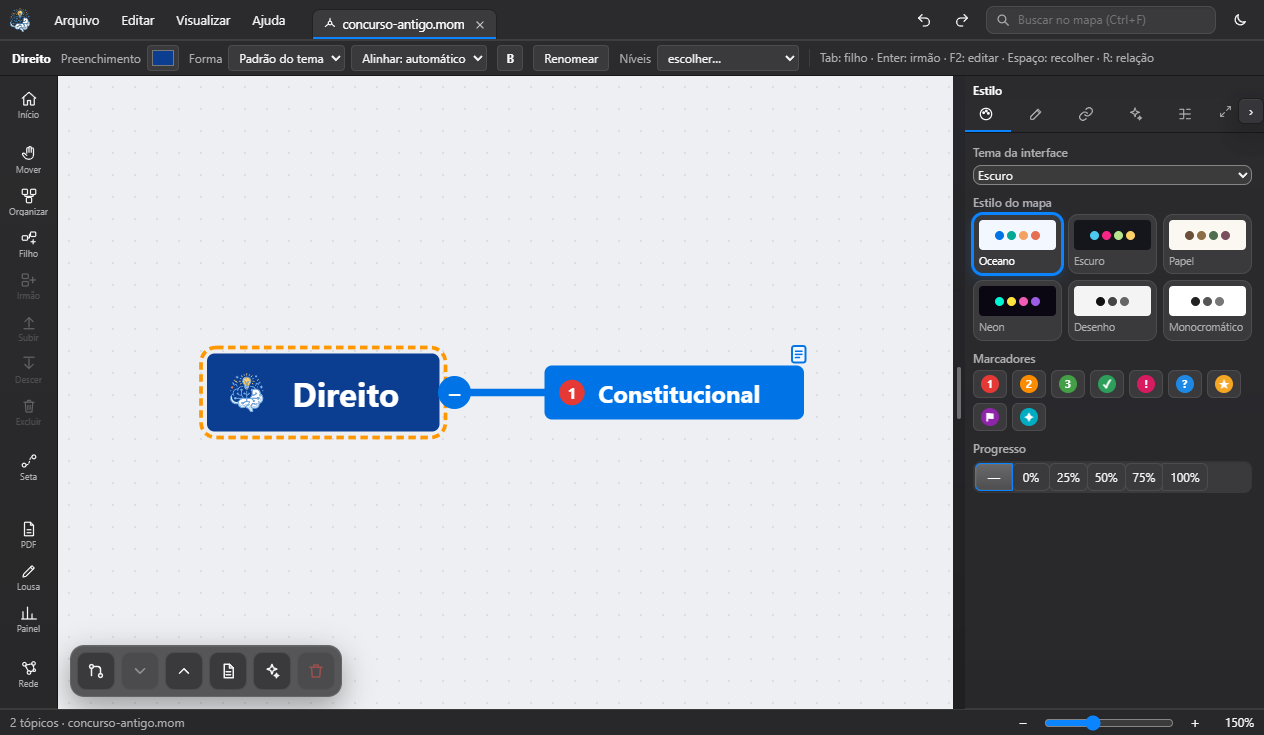 Arquivo Editar Visualizar Ajuda concurso-antigo.mom × Buscar no mapa (Ctrl+F)
Direito Preenchimento Forma Padrão do tema Alinhar: automático B Renomear Níveis escolher... Tab: filho · Enter: irmão · F2: editar · Espaço: recolher · R: relação
Início
Mover
Organizar
Filho
Irmão
Subir
Descer
Excluir
Seta
PDF
Lousa
Painel
Rede
Direito
–
1 Constitucional
Estilo
›
Tema da interface
Escuro
Estilo do mapa
Oceano Escuro Papel
Neon Desenho Monocromático
Marcadores
1 2 3 ✓ ! ?
Progresso
— 0% 25% 50% 75% 100%
2 tópicos · concurso-antigo.mom − + 150%